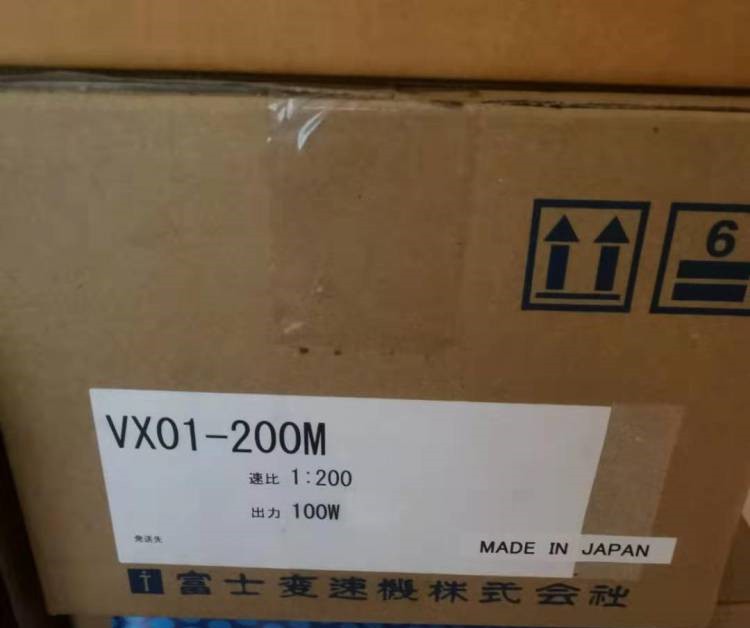 6
VX01-200M
速比 1:200
出力 100W
発送先
MADE IN JAPAN
富士変速機株式会社